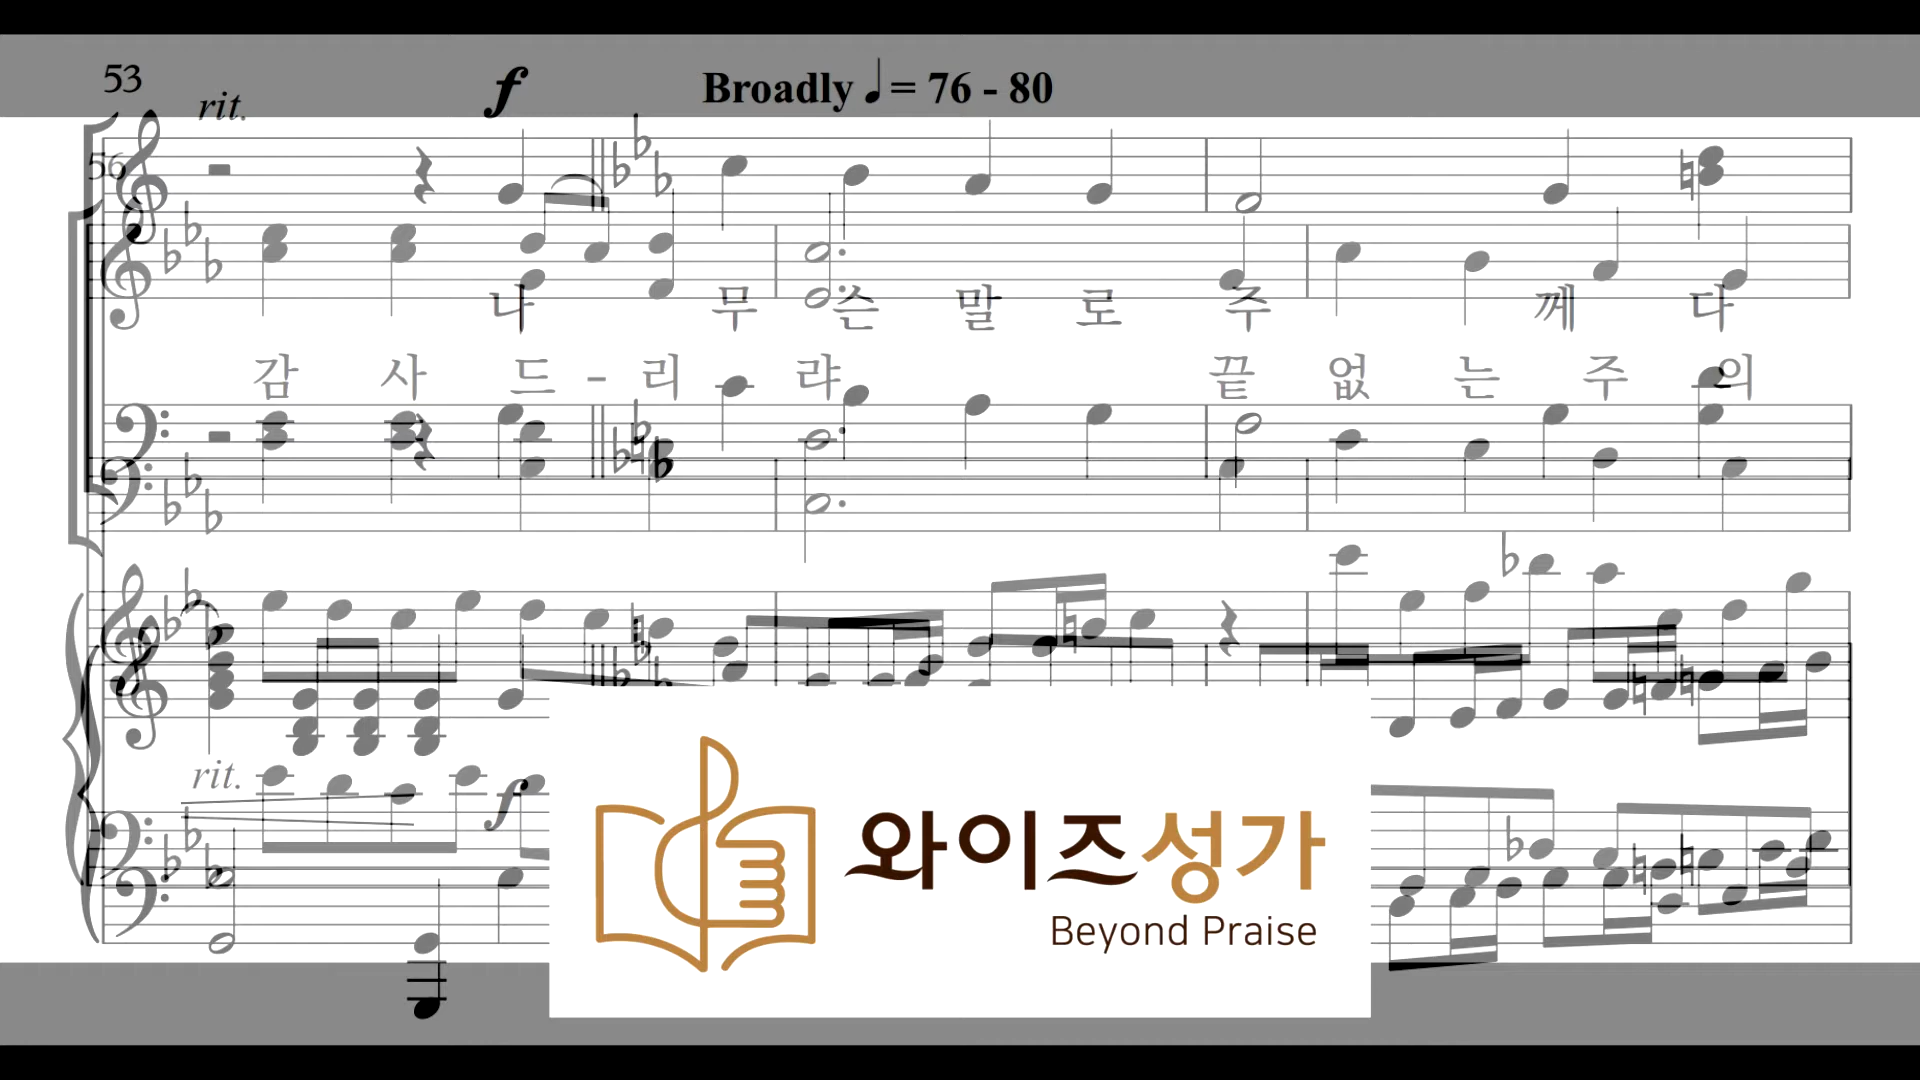 53
rit.
f
Broadly ♩ = 76 - 80
56
나 무 슨 말 로 주 께 다
감 사 드 - 리 랴 끝 없 는 주 의
rit.
f
와이즈성가
Beyond Praise